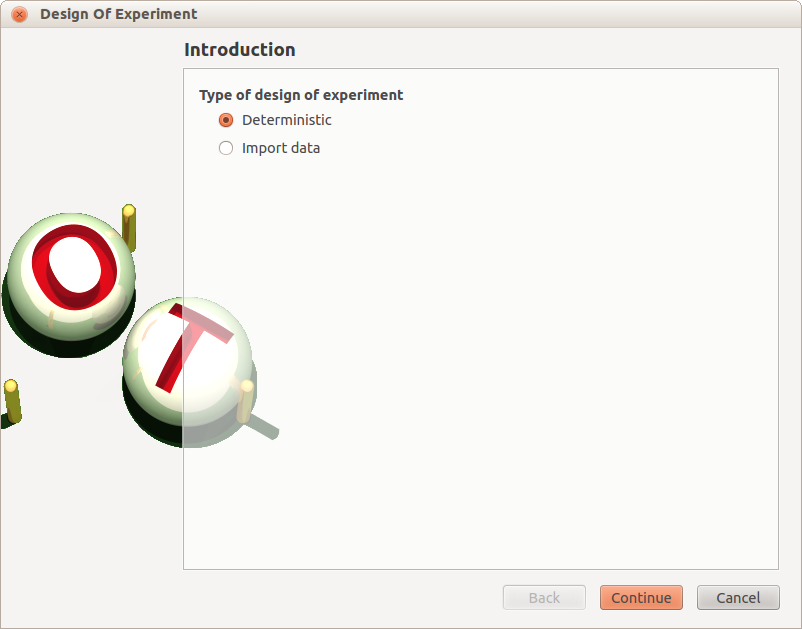 Design Of Experiment
Introduction
Type of design of experiment
Deterministic
Import data
O
T
Back
Continue
Cancel